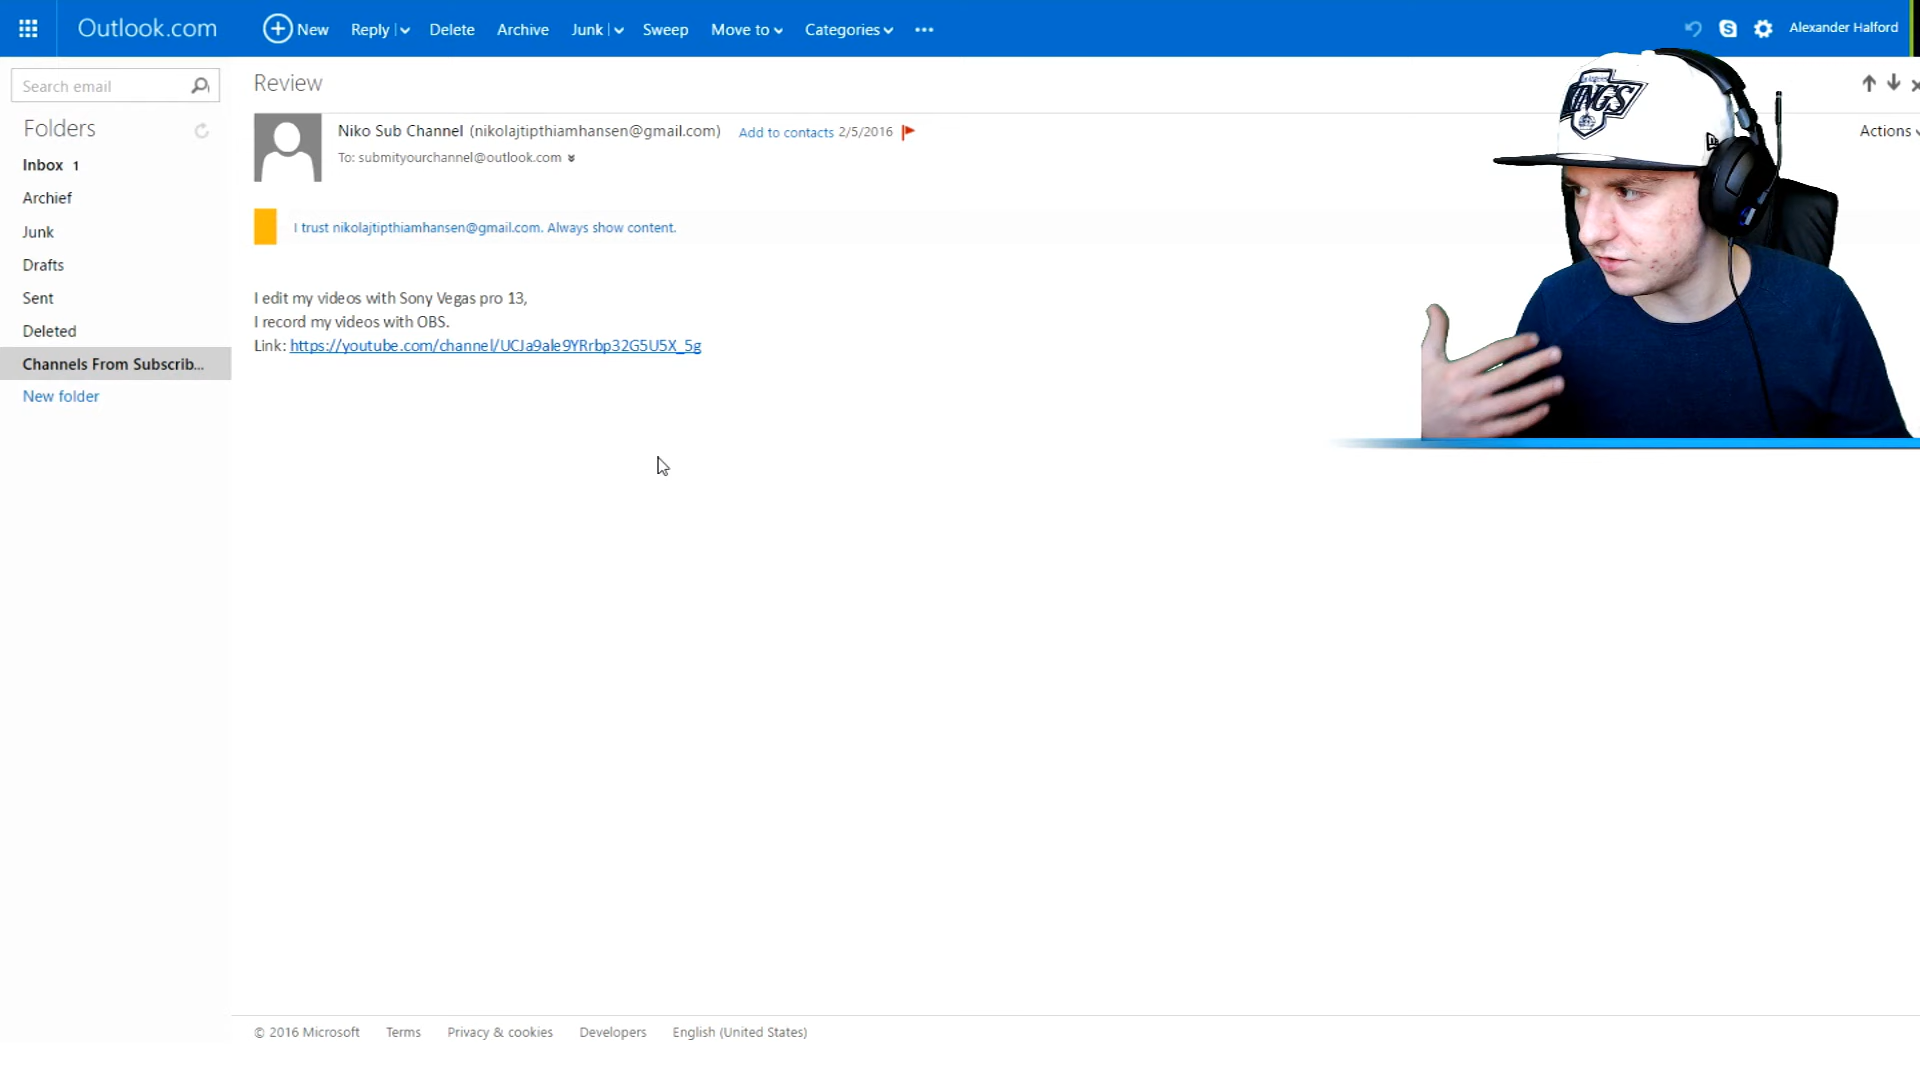 Outlook.com
New
Reply
Delete
Archive
Junk
Sweep
Move to
Categories
Alexander Halford
Search email
Folders
Inbox 1
Archief
Junk
Drafts
Sent
Deleted
Channels From Subscrib...
New folder
Review
Niko Sub Channel (nikolajtipthiamhansen@gmail.com) Add to contacts 2/5/2016
To: submityourchannel@outlook.com
Actions
I trust nikolajtipthiamhansen@gmail.com. Always show content.
I edit my videos with Sony Vegas pro 13,
I record my videos with OBS.
Link: https://youtube.com/channel/UCJa9ale9YRrbp32G5U5X_5g
KINGS
© 2016 Microsoft Terms Privacy & cookies Developers English (United States)